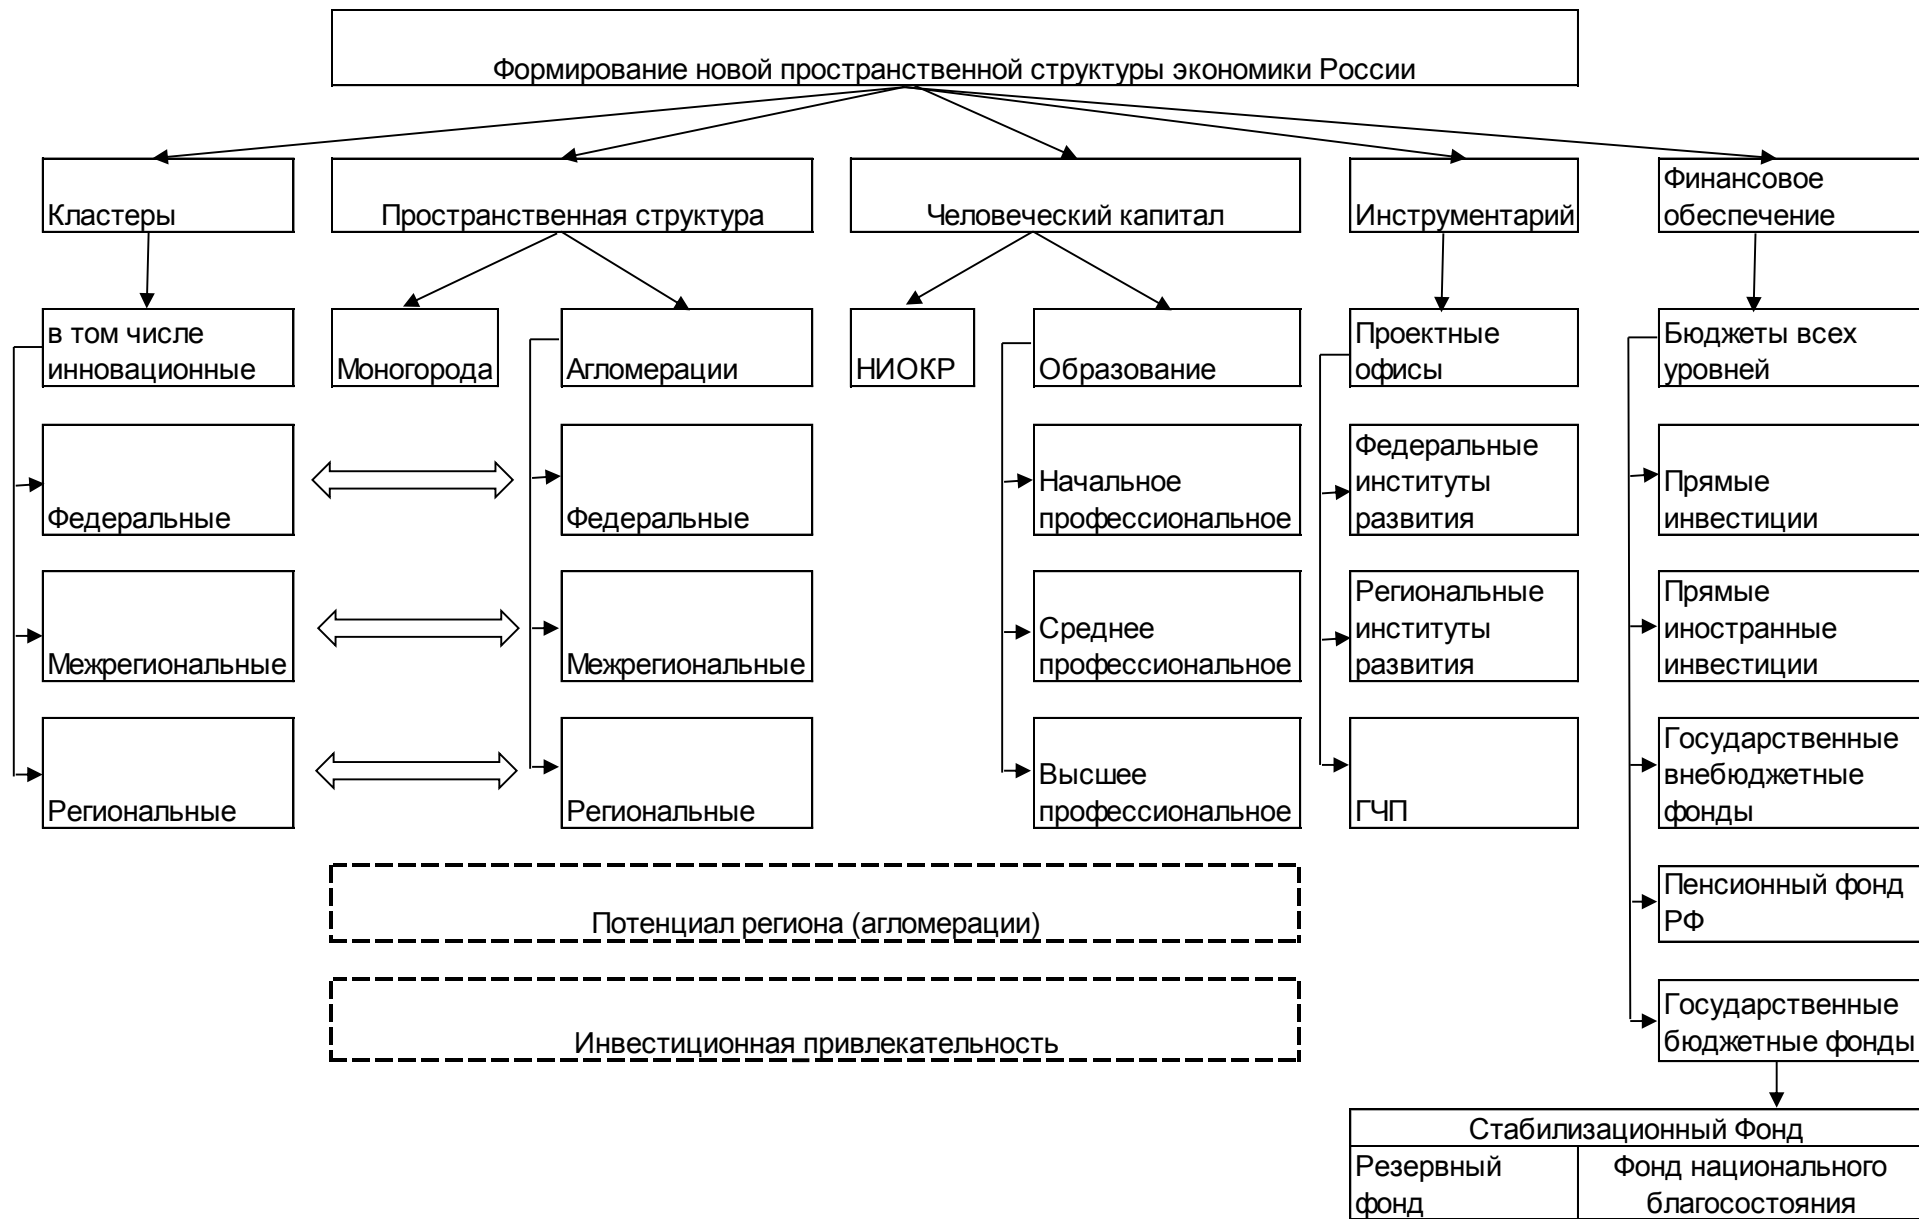 Формирование новой пространственной структуры экономики России
Кластеры
Пространственная структура
Человеческий капитал
Инструментарий
Финансовое
обеспечение
в том числе
инновационные
Моногорода
Агломерации
НИОКР
Образование
Проектные
офисы
Бюджеты всех
уровней
Федеральные
Федеральные
Начальное
профессиональное
Федеральные
институты
развития
Прямые
инвестиции
Межрегиональные
Межрегиональные
Среднее
профессиональное
Региональные
институты
развития
Прямые
иностранные
инвестиции
Региональные
Региональные
Высшее
профессиональное
ГЧП
Государственные
внебюджетные
фонды
Потенциал региона (агломерации)
Пенсионный фонд
РФ
Инвестиционная привлекательность
Государственные
бюджетные фонды
Стабилизационный Фонд
Резервный
фонд
Фонд национального
благосостояния